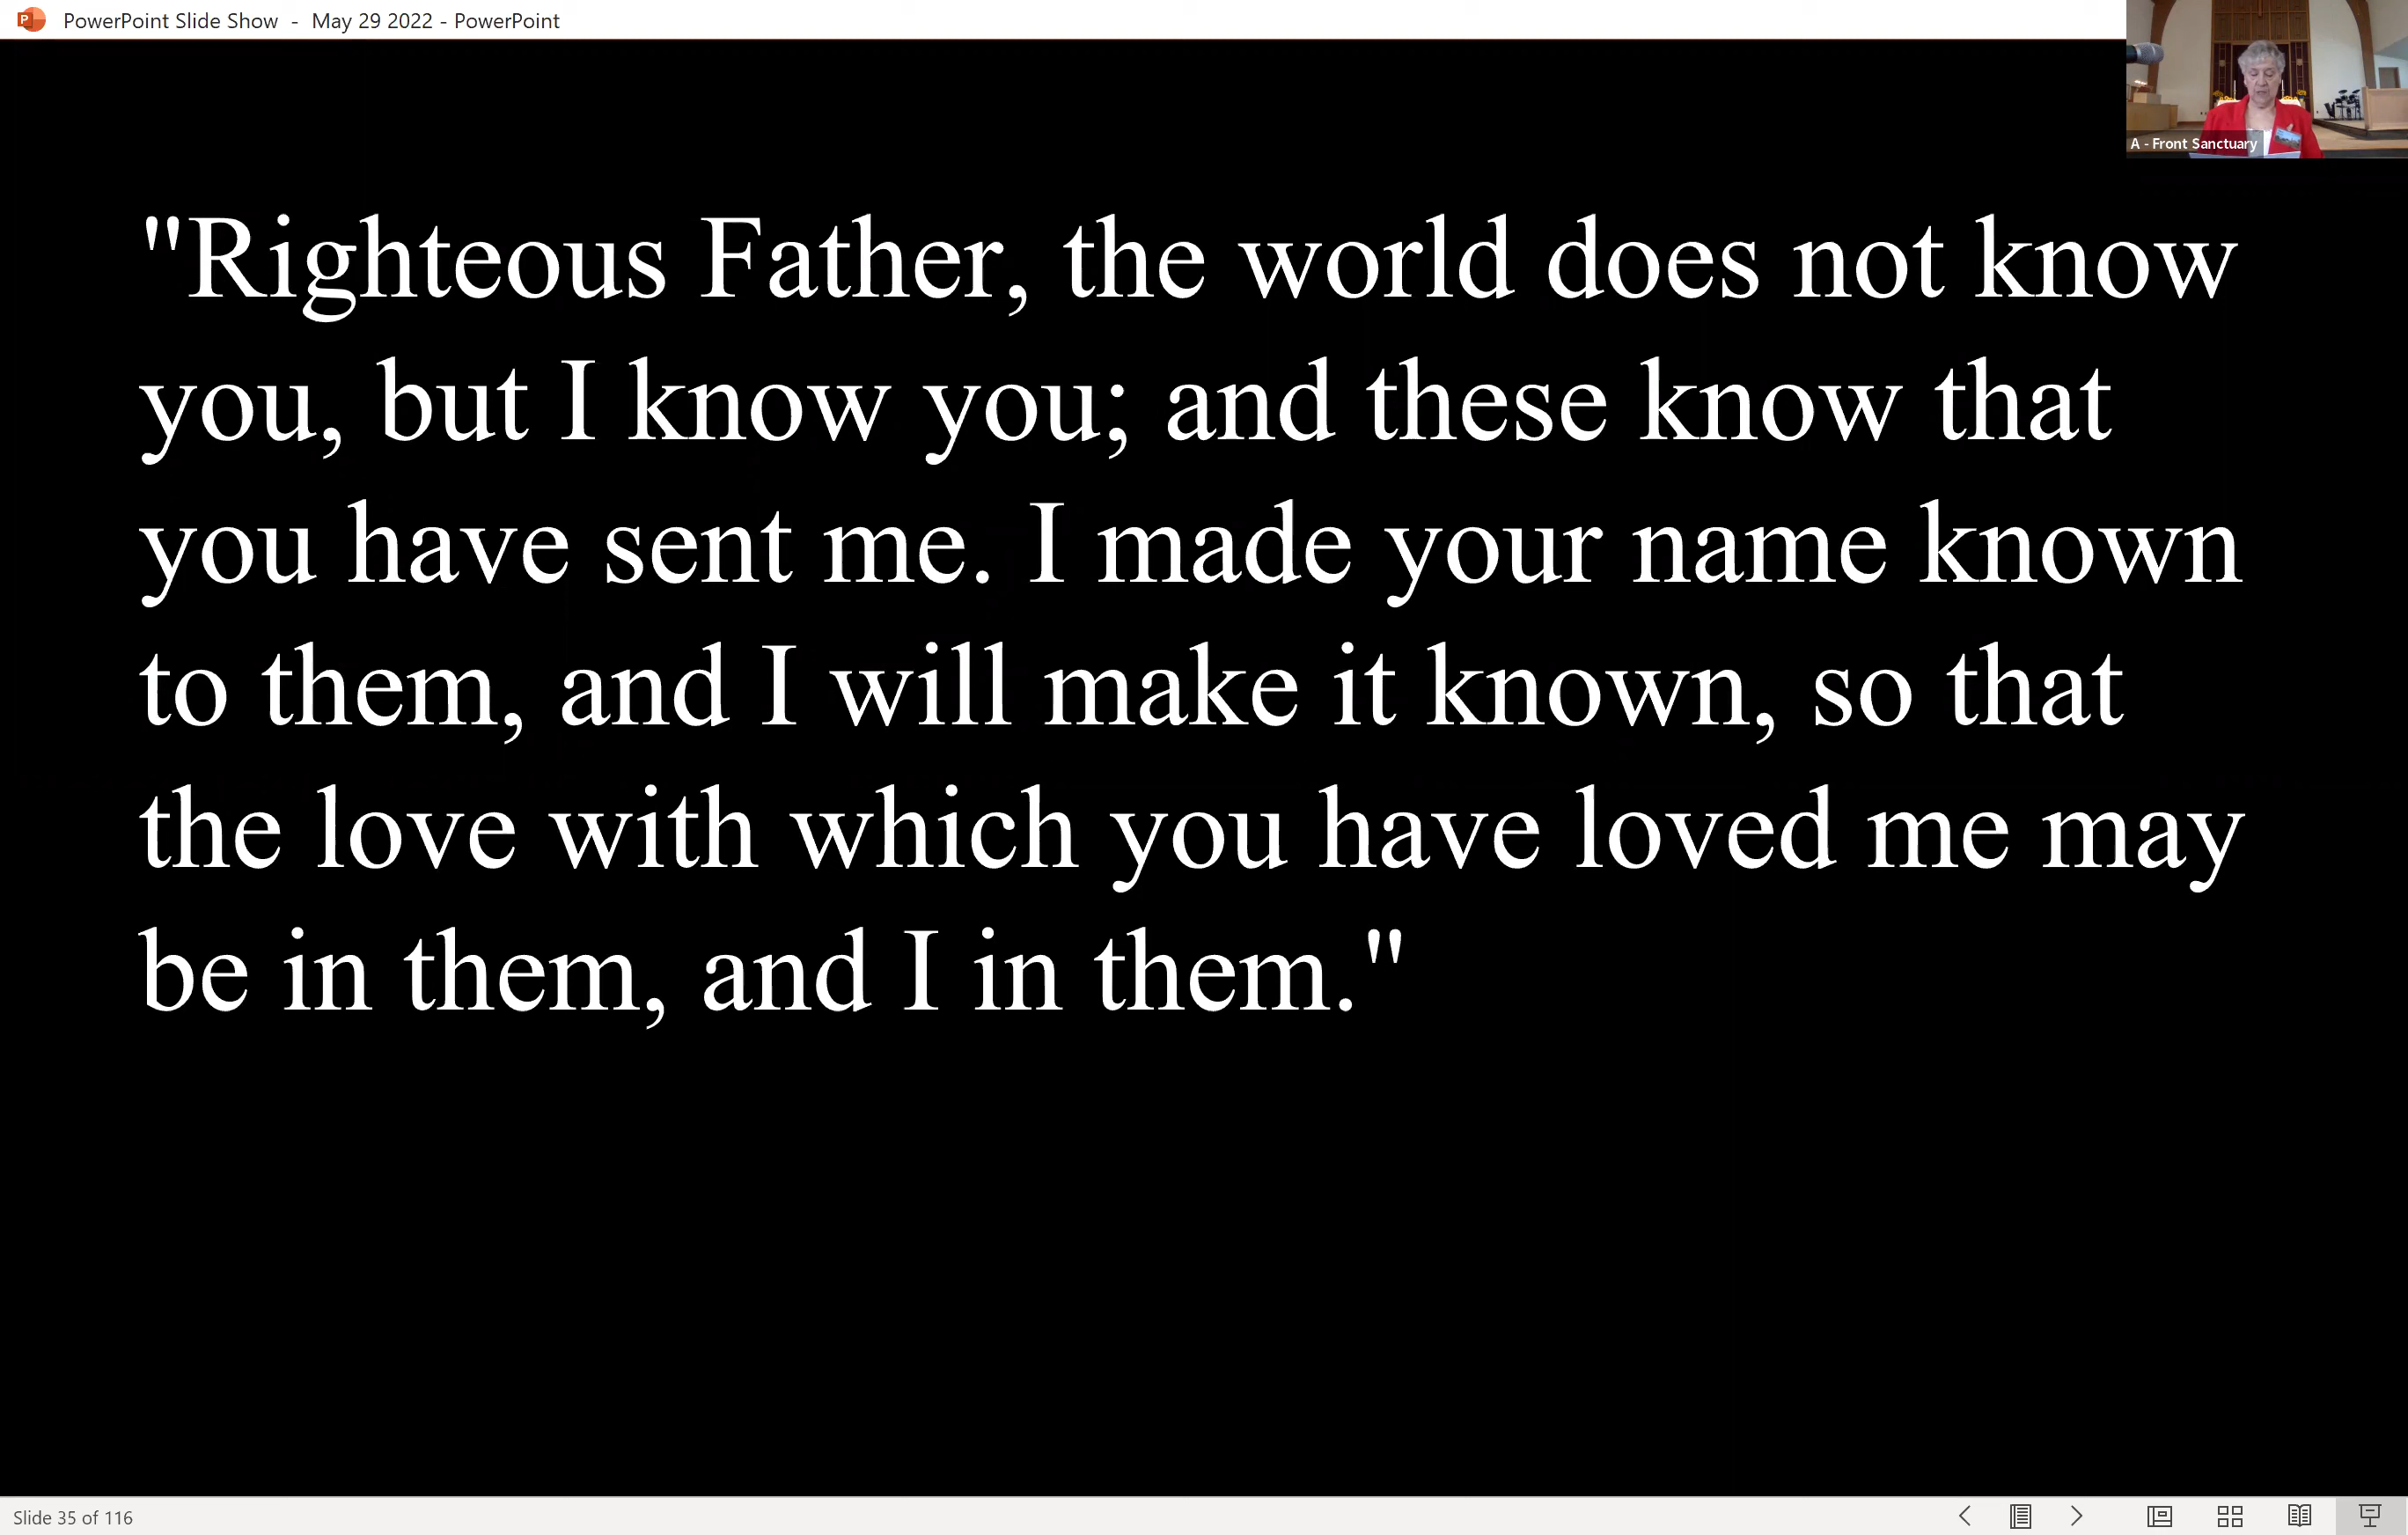 PowerPoint Slide Show - May 29 2022 - PowerPoint
A - Front Sanctuary
"Righteous Father, the world does not know
you, but I know you; and these know that
you have sent me. I made your name known
to them, and I will make it known, so that
the love with which you have loved me may
be in them, and I in them."
Slide 35 of 116